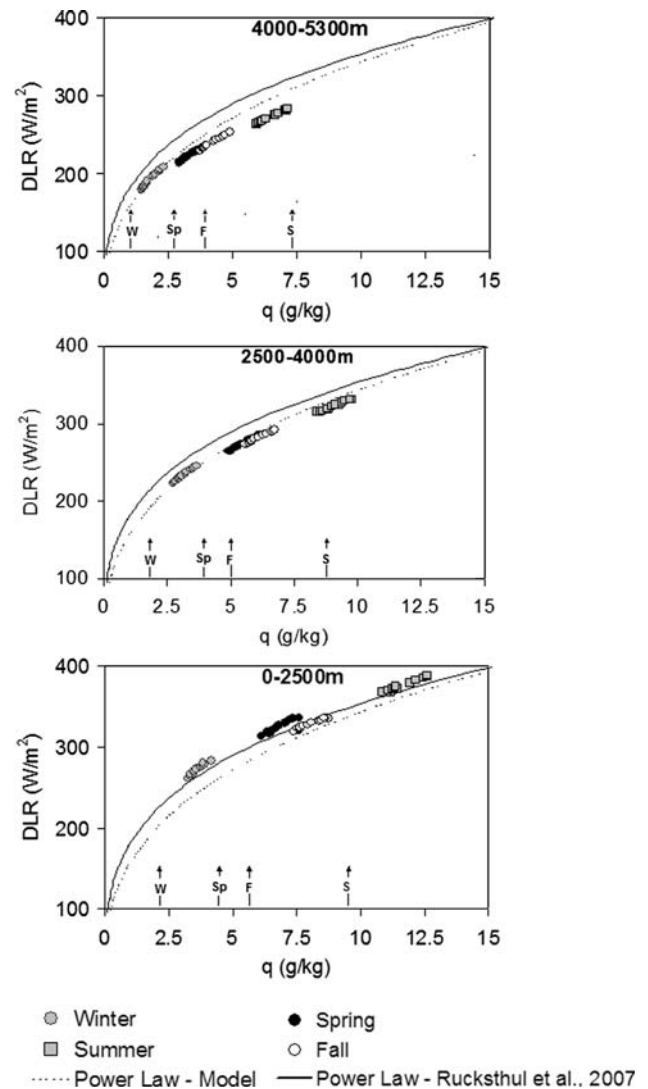 4000-5300m
400
300
200
100
DLR (W/m²)
W Sp F S
0 2.5 5 7.5 10 12.5 15
q (g/kg)
2500-4000m
400
300
200
100
DLR (W/m²)
W Sp F S
0 2.5 5 7.5 10 12.5 15
q (g/kg)
0-2500m
400
300
200
100
DLR (W/m²)
W Sp F S
0 2.5 5 7.5 10 12.5 15
q (g/kg)
Winter Spring
Summer Fall
Power Law - Model Power Law - Rucksthul et al., 2007